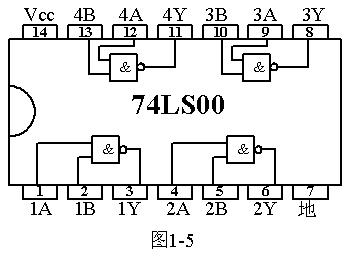 Vcc 4B 4A 4Y 3B 3A 3Y
14 13 12 11 10 9 8
& &
74LS00
& &
1 2 3 4 5 6 7
1A 1B 1Y 2A 2B 2Y 地
图1-5